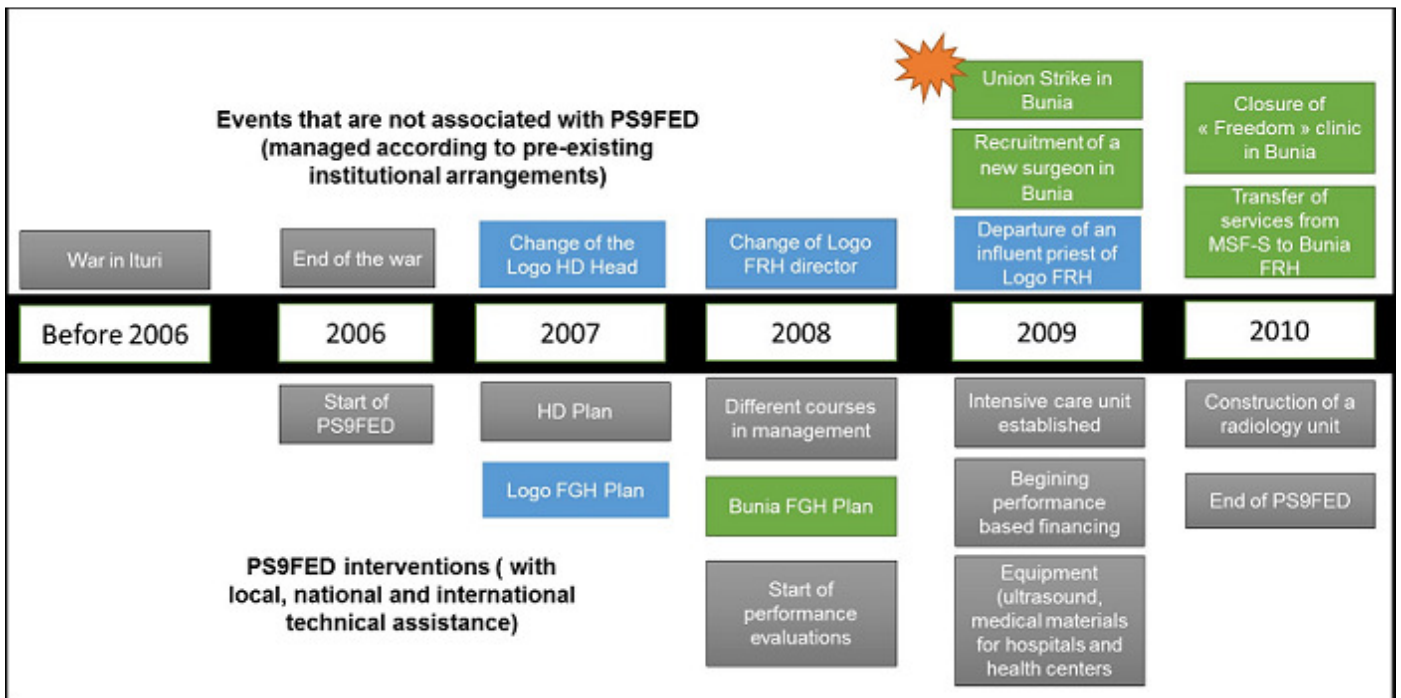 Events that are not associated with PS9FED
(managed according to pre-existing
institutional arrangements)
War in Ituri
End of the war
Change of the
Logo HD Head
Change of Logo
FRH director
Union Strike in
Bunia
Recruitment of a
new surgeon in
Bunia
Departure of an
influent priest of
Logo FRH
Closure of
« Freedom » clinic
in Bunia
Transfer of
services from
MSF-S to Bunia
FRH
Before 2006
2006
2007
2008
2009
2010
Start of
PS9FED
HD Plan
Logo FGH Plan
Different courses
in management
Bunia FGH Plan
Start of
performance
evaluations
Intensive care unit
established
Begining
performance
based financing
Equipment
(ultrasound,
medical materials
for hospitals and
health centers
Construction of a
radiology unit
End of PS9FED
PS9FED interventions ( with
local, national and international
technical assistance)